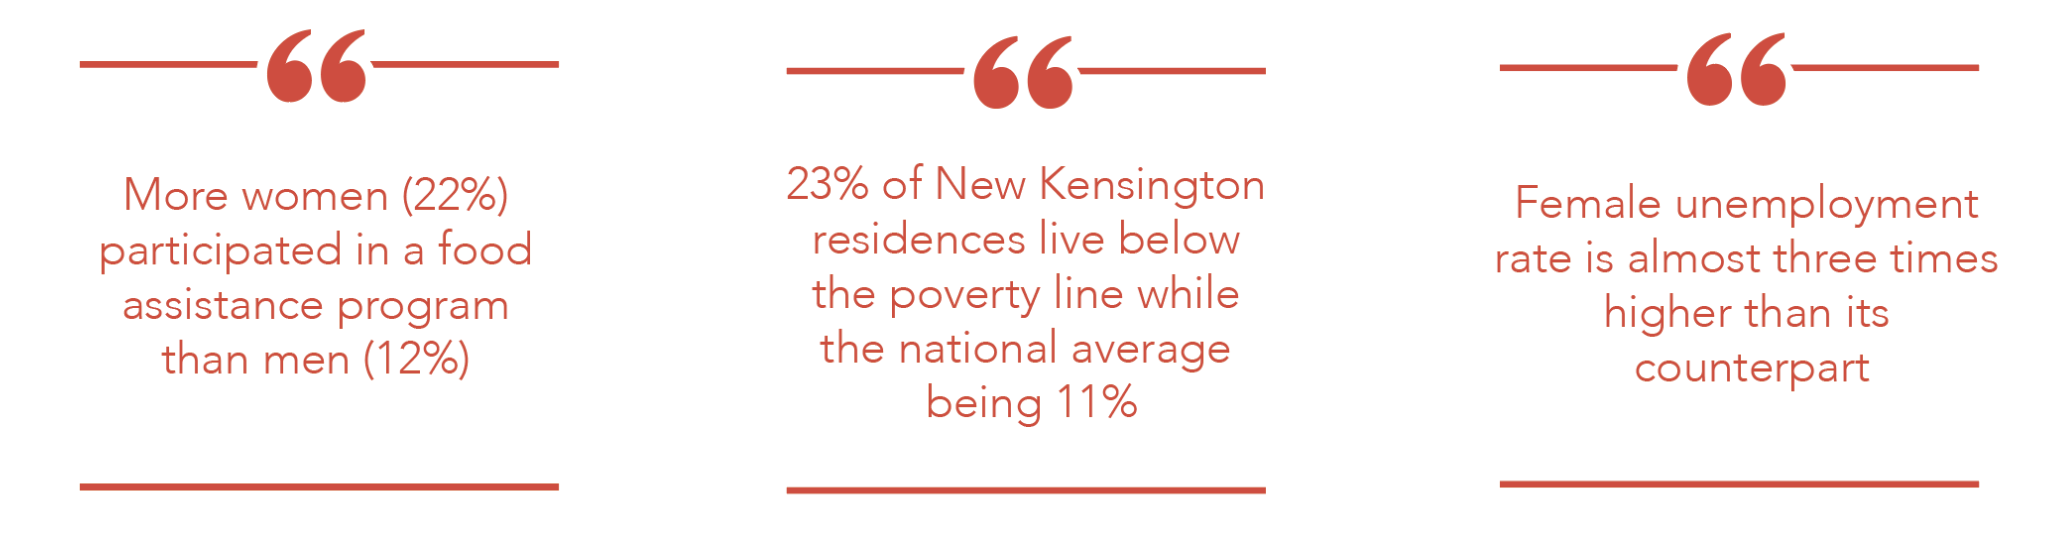 More women (22%)
participated in a food
assistance program
than men (12%)
23% of New Kensington
residences live below
the poverty line while
the national average
being 11%
Female unemployment
rate is almost three times
higher than its
counterpart